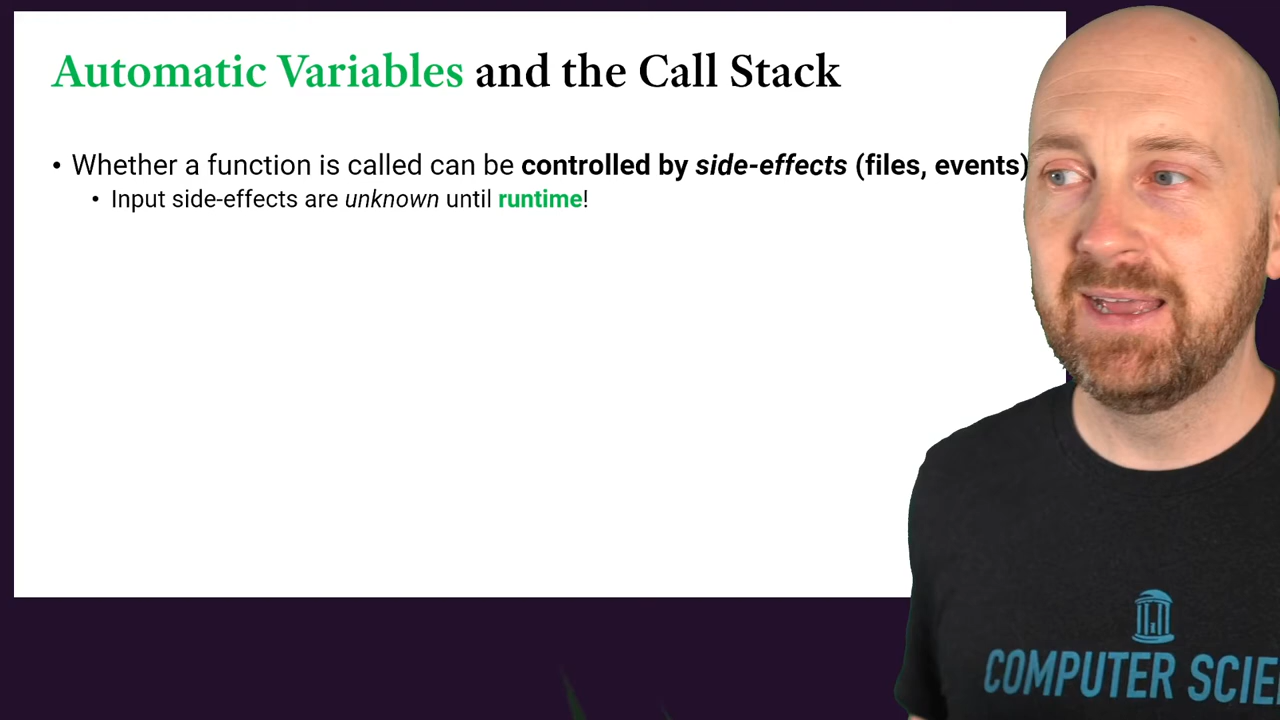 Automatic Variables and the Call Stack
• Whether a function is called can be controlled by side-effects (files, events)
• Input side-effects are unknown until runtime!
COMPUTER SCIE